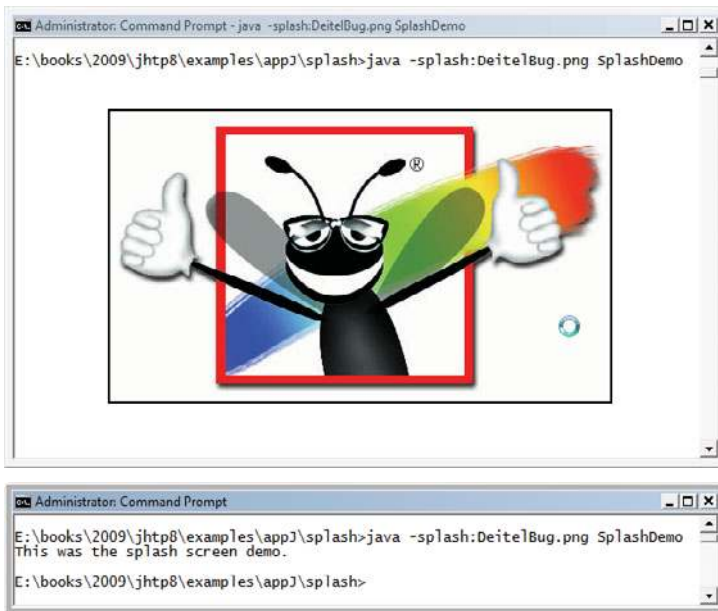 Administrator: Command Prompt - java -splash:DeitelBug.png SplashDemo
E:\books\2009\jhtp8\examples\appJ\splash>java -splash:DeitelBug.png SplashDemo
®
Administrator: Command Prompt
E:\books\2009\jhtp8\examples\appJ\splash>java -splash:DeitelBug.png SplashDemo
This was the splash screen demo.
E:\books\2009\jhtp8\examples\appJ\splash>